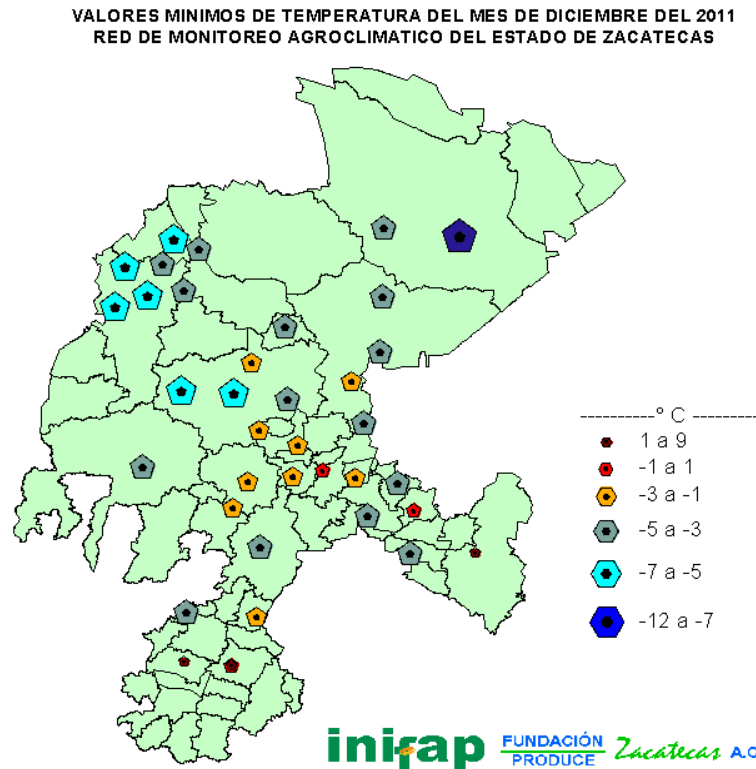 VALORES MINIMOS DE TEMPERATURA DEL MES DE DICIEMBRE DEL 2011
RED DE MONITOREO AGROCLIMATICO DEL ESTADO DE ZACATECAS
-----------° C ----------
1 a 9
-1 a 1
-3 a -1
-5 a -3
-7 a -5
-12 a -7
inifap
FUNDACIÓN
PRODUCE
Zacatecas A.C